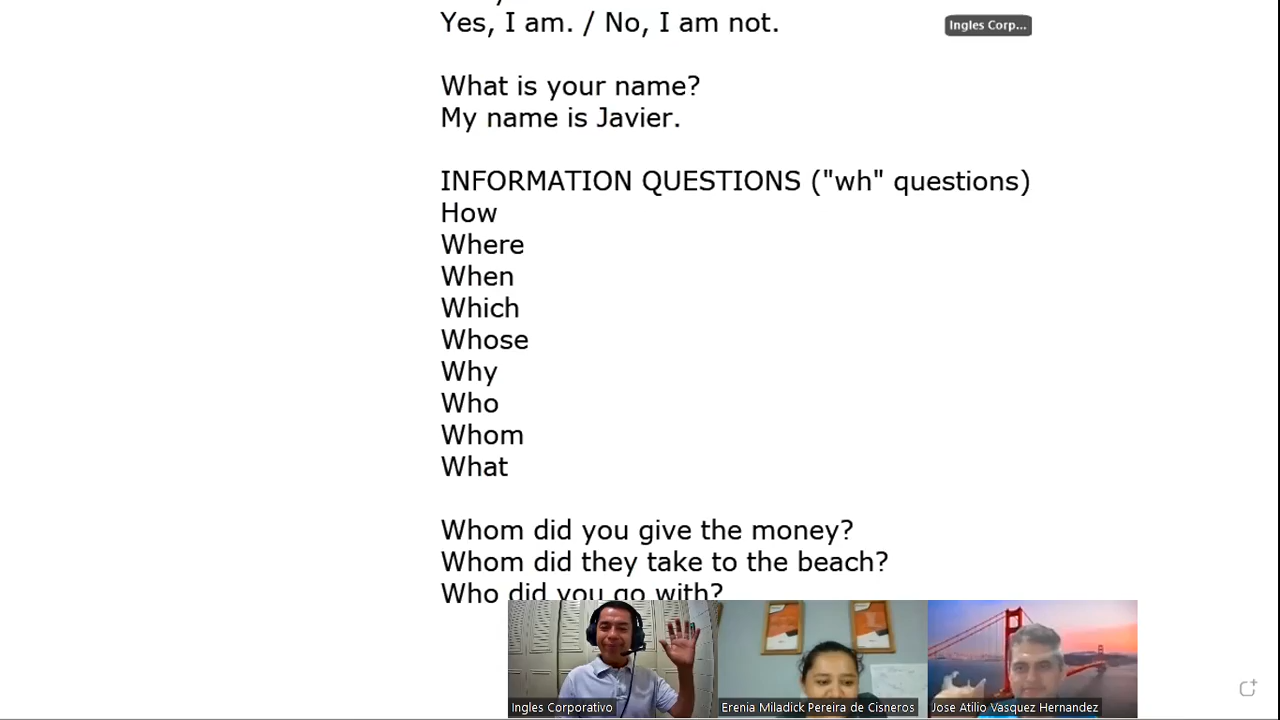 Yes, I am. / No, I am not.
Ingles Corp...
What is your name?
My name is Javier.
INFORMATION QUESTIONS ("wh" questions)
How
Where
When
Which
Whose
Why
Who
Whom
What
Whom did you give the money?
Whom did they take to the beach?
Who did you go with?
Ingles Corporativo
Erenia Miladick Pereira de Cisneros
Jose Atilio Vasquez Hernandez